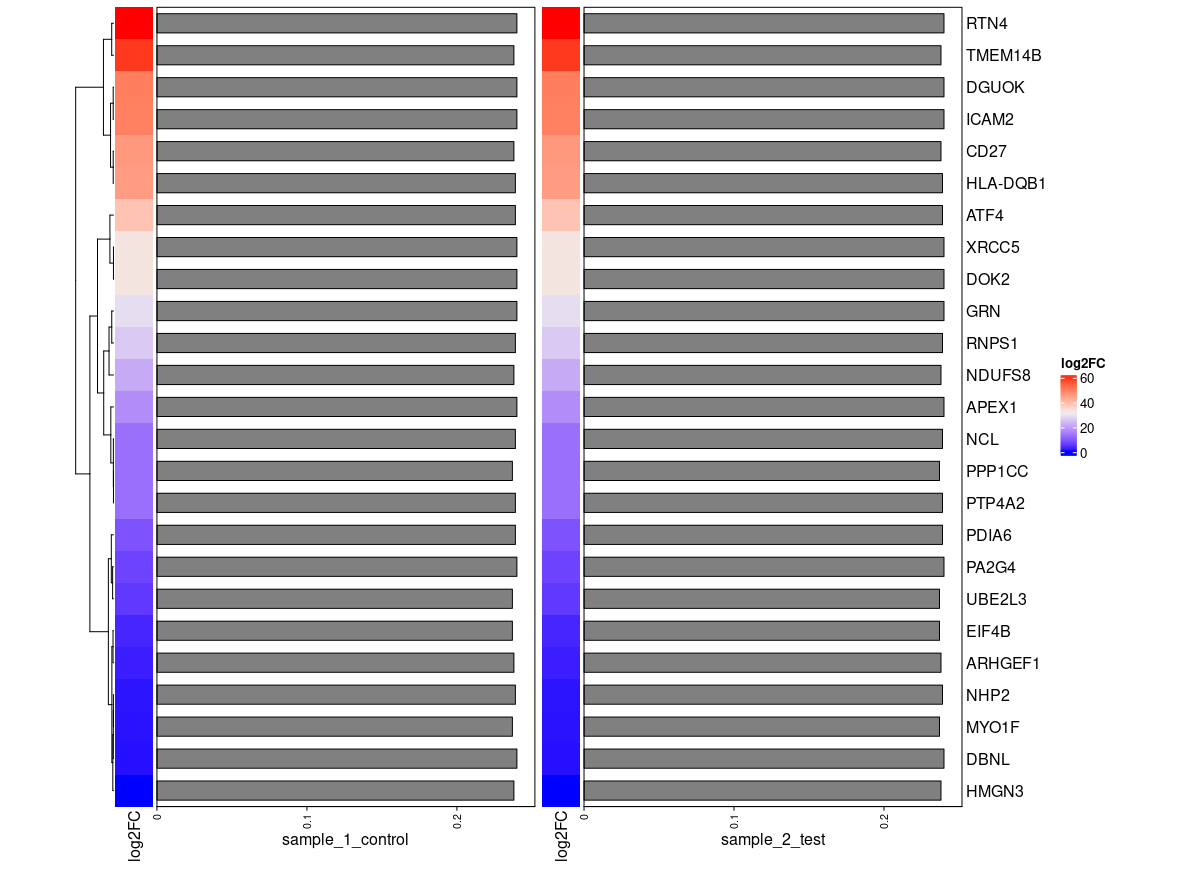 RTN4
TMEM14B
DGUOK
ICAM2
CD27
HLA-DQB1
ATF4
XRCC5
DOK2
GRN
RNPS1
NDUFS8
APEX1
NCL
PPP1CC
PTP4A2
PDIA6
PA2G4
UBE2L3
EIF4B
ARHGEF1
NHP2
MYO1F
DBNL
HMGN3
log2FC
60
40
20
0
log2FC
0
0.1
0.2
sample_1_control
log2FC
0
0.1
0.2
sample_2_test